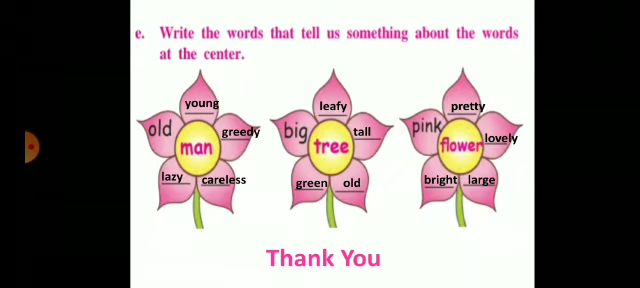 e. Write the words that tell us something about the words
at the center.
young
old
greedy
man
lazy
careless
leafy
big
tall
tree
green
old
pretty
pink
lovely
flower
bright
large
Thank You